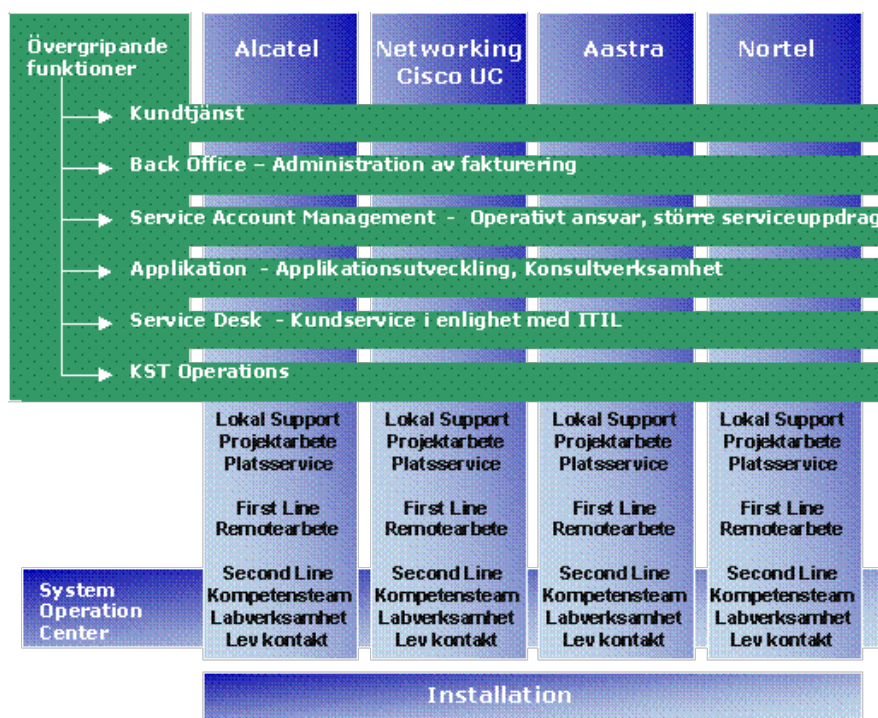 Övergripande
funktioner
Alcatel
Networking
Cisco UC
Aastra
Nortel
Kundtjänst
Back Office – Administration av fakturering
Service Account Management - Operativt ansvar, större serviceuppdrag
Applikation - Applikationsutveckling, Konsultverksamhet
Service Desk - Kundservice i enlighet med ITIL
KST Operations
Lokal Support
Projektarbete
Platsservice
First Line
Remotearbete
Second Line
Kompetensteam
Labverksamhet
Lev kontakt
Lokal Support
Projektarbete
Platsservice
First Line
Remotearbete
Second Line
Kompetensteam
Labverksamhet
Lev kontakt
Lokal Support
Projektarbete
Platsservice
First Line
Remotearbete
Second Line
Kompetensteam
Labverksamhet
Lev kontakt
Lokal Support
Projektarbete
Platsservice
First Line
Remotearbete
Second Line
Kompetensteam
Labverksamhet
Lev kontakt
System
Operation
Center
Installation